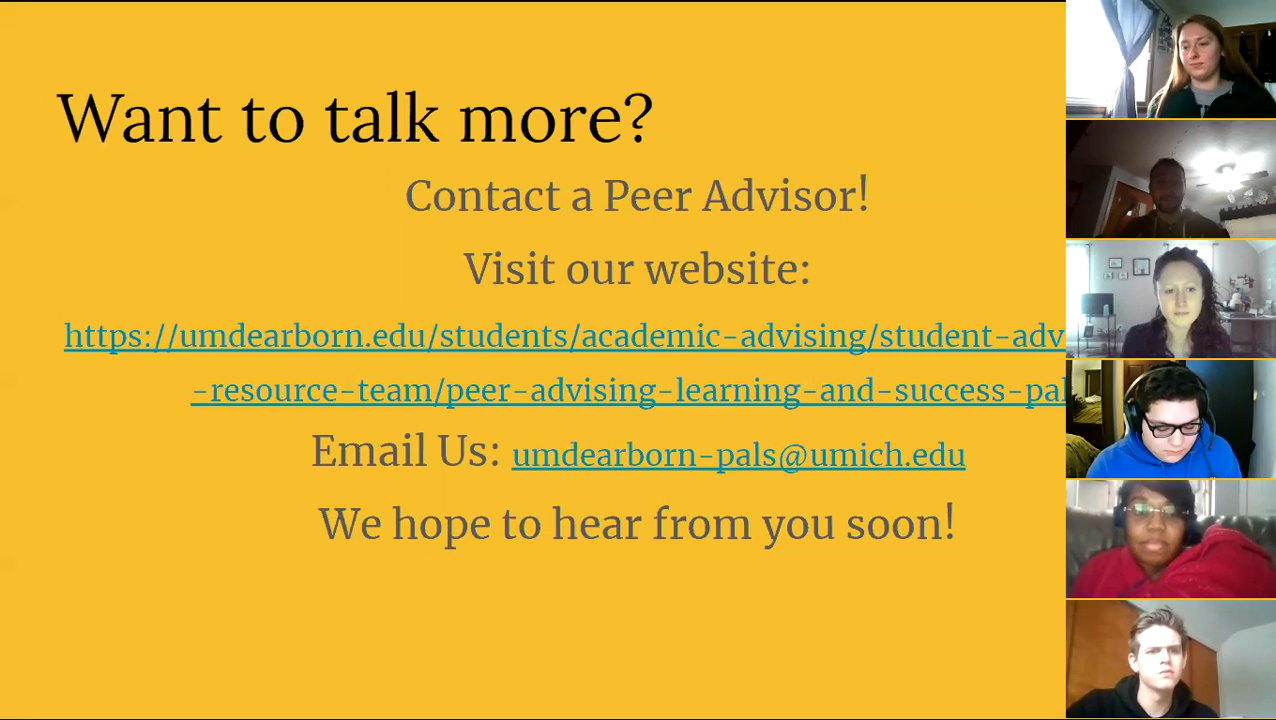 Want to talk more?
Contact a Peer Advisor!
Visit our website:
https://umdearborn.edu/students/academic-advising/student-adv
-resource-team/peer-advising-learning-and-success-pal
Email Us: umdearborn-pals@umich.edu
We hope to hear from you soon!